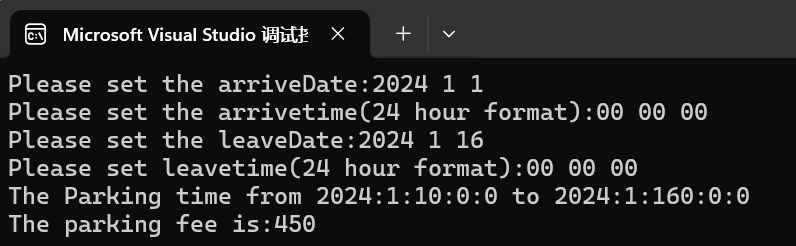 Microsoft Visual Studio 调试
Please set the arriveDate:2024 1 1
Please set the arrivetime(24 hour format):00 00 00
Please set the leaveDate:2024 1 16
Please set leavetime(24 hour format):00 00 00
The Parking time from 2024:1:10:0:0 to 2024:1:160:0:0
The parking fee is:450